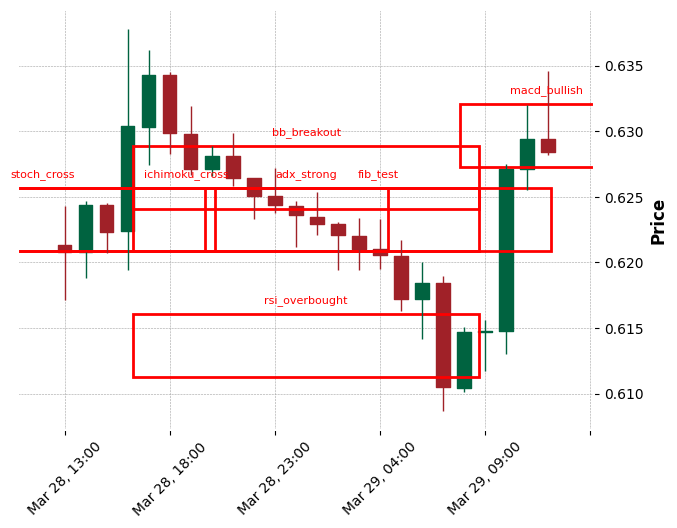 macd_bullish
bb_breakout
stoch_cross
ichimoku_cross
adx_strong
fib_test
rsi_overbought
0.635
0.630
0.625
0.620
0.615
0.610
Price
Mar 28, 13:00
Mar 28, 18:00
Mar 28, 23:00
Mar 29, 04:00
Mar 29, 09:00